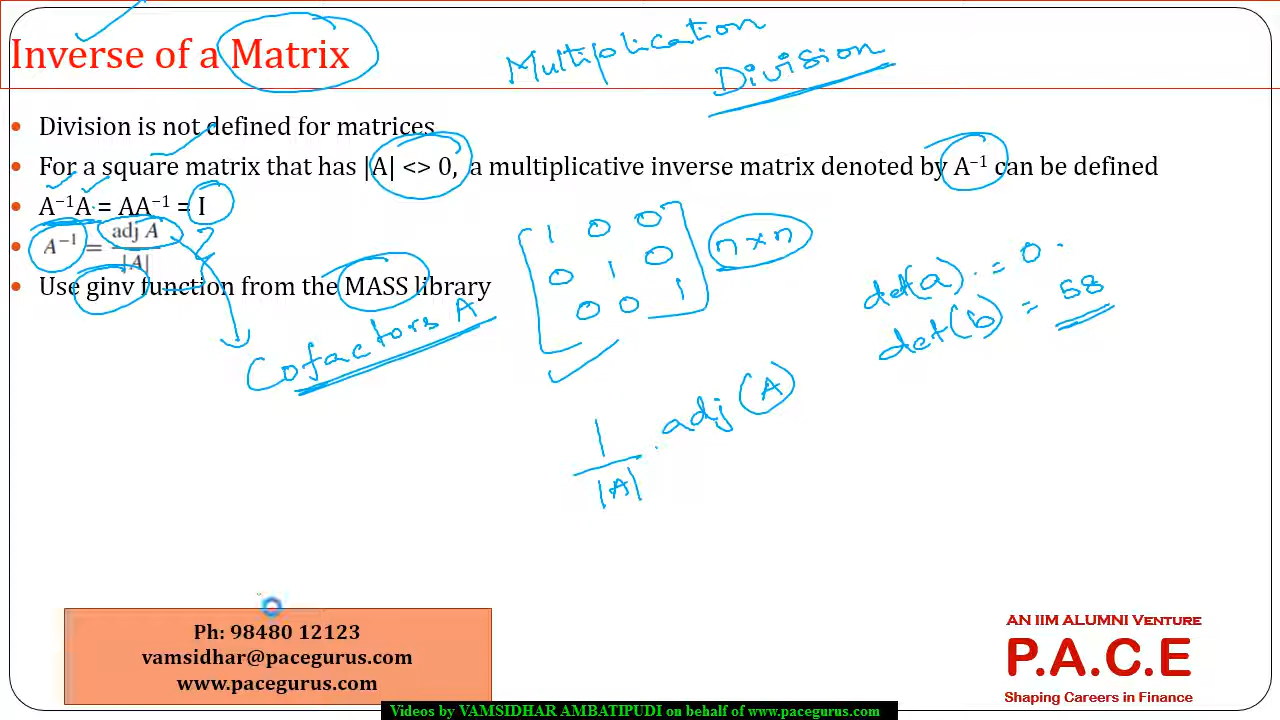 Inverse of a Matrix
Multiplication
Division
• Division is not defined for matrices
• For a square matrix that has |A| <> 0, a multiplicative inverse matrix denoted by A⁻¹ can be defined
• A⁻¹A = AA⁻¹ = I
• A⁻¹ = adj A / |A|
• Use ginv function from the MASS library
Cofactors A
1 0 0
0 1 0
0 0 1
n × n
det(a) = 0
det(b) = 58
1/|A| . adj (A)
Ph: 98480 12123
vamsidhar@pacegurus.com
www.pacegurus.com
AN IIM ALUMNI VENTURE
P.A.C.E
Shaping Careers in Finance
Videos by VAMSIDHAR AMBATIPUDI on behalf of www.pacegurus.com